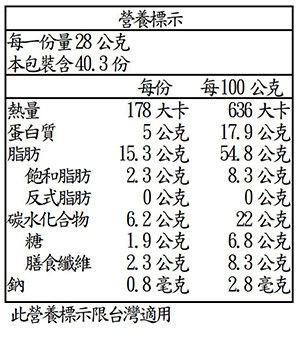 營養標示
每一份量 28 公克
本包裝含 40.3 份
每份 每 100 公克
熱量 178 大卡 636 大卡
蛋白質 5 公克 17.9 公克
脂肪 15.3 公克 54.8 公克
飽和脂肪 2.3 公克 8.3 公克
反式脂肪 0 公克 0 公克
碳水化合物 6.2 公克 22 公克
糖 1.9 公克 6.8 公克
膳食纖維 2.3 公克 8.3 公克
鈉 0.8 毫克 2.8 毫克
此營養標示限台灣適用